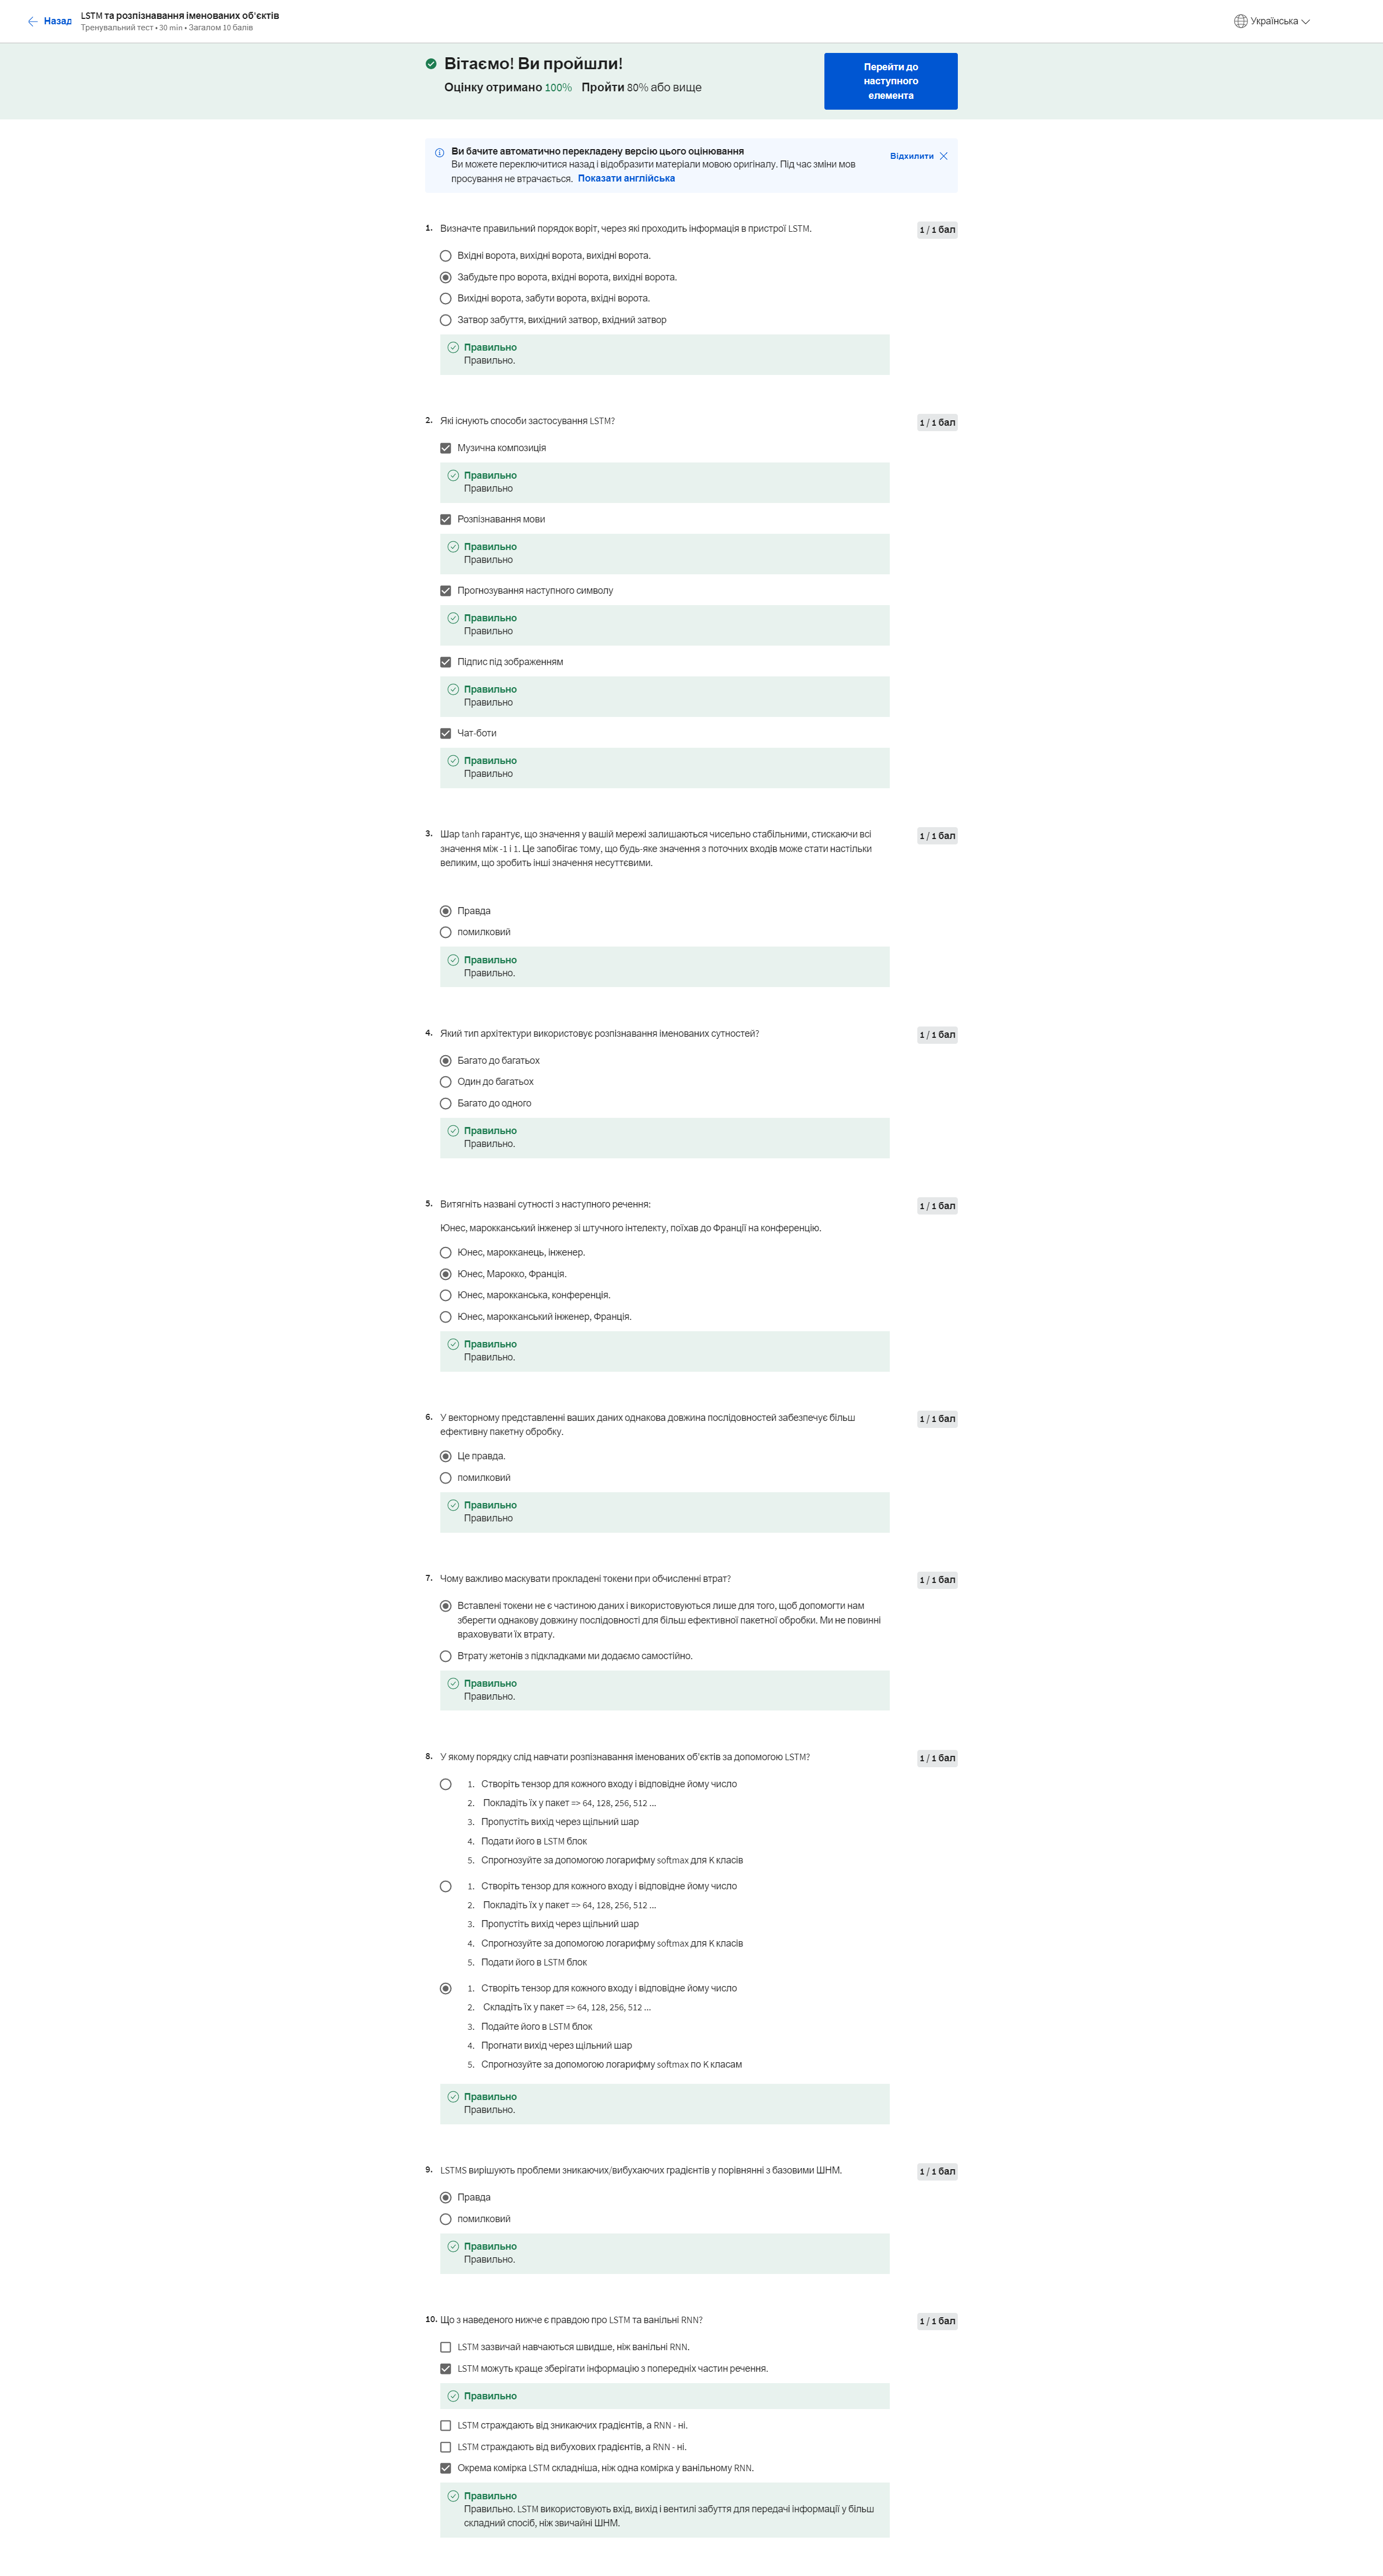 Назад
LSTM та розпізнавання іменованих об'єктів
Тренувальний тест • 30 min • Загалом 10 балів
Українська
Вітаємо! Ви пройшли!
Оцінку отримано 100% Пройти 80% або вище
Перейти до
наступного
елемента
Ви бачите автоматично перекладену версію цього оцінювання
Ви можете переключитися назад і відобразити матеріали мовою оригіналу. Під час зміни мов
просування не втрачається. Показати англійська
Відхилити
1. Визначте правильний порядок воріт, через які проходить інформація в пристрої LSTM.
1 / 1 бал
Вхідні ворота, вихідні ворота, вихідні ворота.
Забудьте про ворота, вхідні ворота, вихідні ворота.
Вихідні ворота, забути ворота, вхідні ворота.
Затвор забуття, вихідний затвор, вхідний затвор
Правильно
Правильно.
2. Які існують способи застосування LSTM?
1 / 1 бал
Музична композиція
Правильно
Правильно
Розпізнавання мови
Правильно
Правильно
Прогнозування наступного символу
Правильно
Правильно
Підпис під зображенням
Правильно
Правильно
Чат-боти
Правильно
Правильно
3. Шар tanh гарантує, що значення у вашій мережі залишаються чисельно стабільними, стискаючи всі
значення між -1 і 1. Це запобігає тому, що будь-яке значення з поточних входів може стати настільки
великим, що зробить інші значення несуттєвими.
1 / 1 бал
Правда
помилковий
Правильно
Правильно.
4. Який тип архітектури використовує розпізнавання іменованих сутностей?
1 / 1 бал
Багато до багатьох
Один до багатьох
Багато до одного
Правильно
Правильно.
5. Витягніть названі сутності з наступного речення:
1 / 1 бал
Юнес, марокканський інженер зі штучного інтелекту, поїхав до Франції на конференцію.
Юнес, марокканець, інженер.
Юнес, Марокко, Франція.
Юнес, марокканська, конференція.
Юнес, марокканський інженер, Франція.
Правильно
Правильно.
6. У векторному представленні ваших даних однакова довжина послідовностей забезпечує більш
ефективну пакетну обробку.
1 / 1 бал
Це правда.
помилковий
Правильно
Правильно
7. Чому важливо маскувати прокладені токени при обчисленні втрат?
1 / 1 бал
Вставлені токени не є частиною даних і використовуються лише для того, щоб допомогти нам
зберегти однакову довжину послідовності для більш ефективної пакетної обробки. Ми не повинні
враховувати їх втрату.
Втрату жетонів з підкладками ми додаємо самостійно.
Правильно
Правильно.
8. У якому порядку слід навчати розпізнавання іменованих об'єктів за допомогою LSTM?
1 / 1 бал
1. Створіть тензор для кожного входу і відповідне йому число
2. Покладіть їх у пакет => 64, 128, 256, 512 ...
3. Пропустіть вихід через щільний шар
4. Подати його в LSTM блок
5. Спрогнозуйте за допомогою логарифму softmax для K класів
1. Створіть тензор для кожного входу і відповідне йому число
2. Покладіть їх у пакет => 64, 128, 256, 512 ...
3. Пропустіть вихід через щільний шар
4. Спрогнозуйте за допомогою логарифму softmax для K класів
5. Подати його в LSTM блок
1. Створіть тензор для кожного входу і відповідне йому число
2. Складіть їх у пакет => 64, 128, 256, 512 ...
3. Подайте його в LSTM блок
4. Прогнати вихід через щільний шар
5. Спрогнозуйте за допомогою логарифму softmax по K класам
Правильно
Правильно.
9. LSTMS вирішують проблеми зникаючих/вибухаючих градієнтів у порівнянні з базовими ШНМ.
1 / 1 бал
Правда
помилковий
Правильно
Правильно.
10. Що з наведеного нижче є правдою про LSTM та ванільні RNN?
1 / 1 бал
LSTM зазвичай навчаються швидше, ніж ванільні RNN.
LSTM можуть краще зберігати інформацію з попередніх частин речення.
Правильно
LSTM страждають від зникаючих градієнтів, а RNN - ні.
LSTM страждають від вибухових градієнтів, а RNN - ні.
Окрема комірка LSTM складніша, ніж одна комірка у ванільному RNN.
Правильно
Правильно. LSTM використовують вхід, вихід і вентилі забуття для передачі інформації у більш
складний спосіб, ніж звичайні ШНМ.